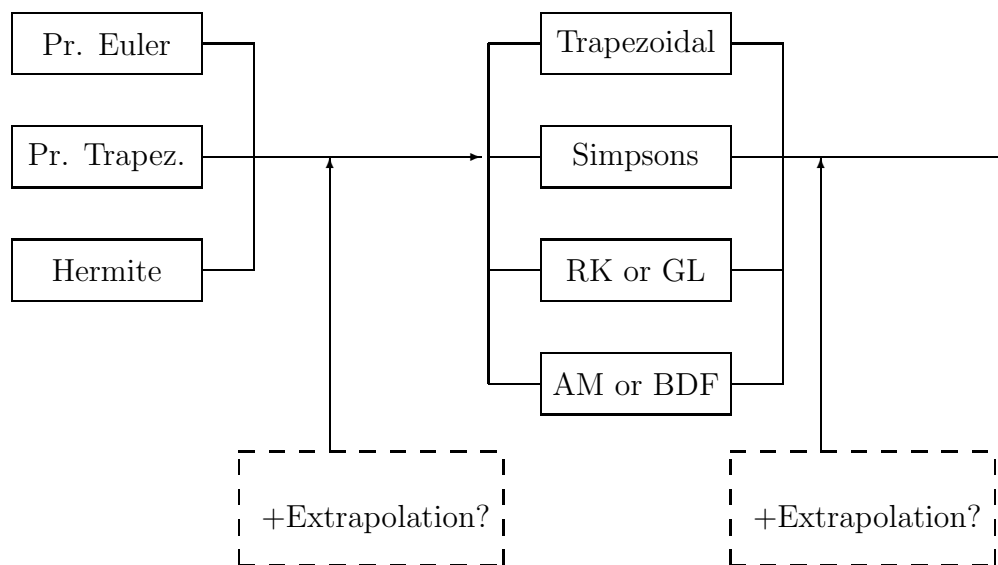 Pr. Euler
Pr. Trapez.
Hermite
Trapezoidal
Simpsons
RK or GL
AM or BDF
+Extrapolation?
+Extrapolation?